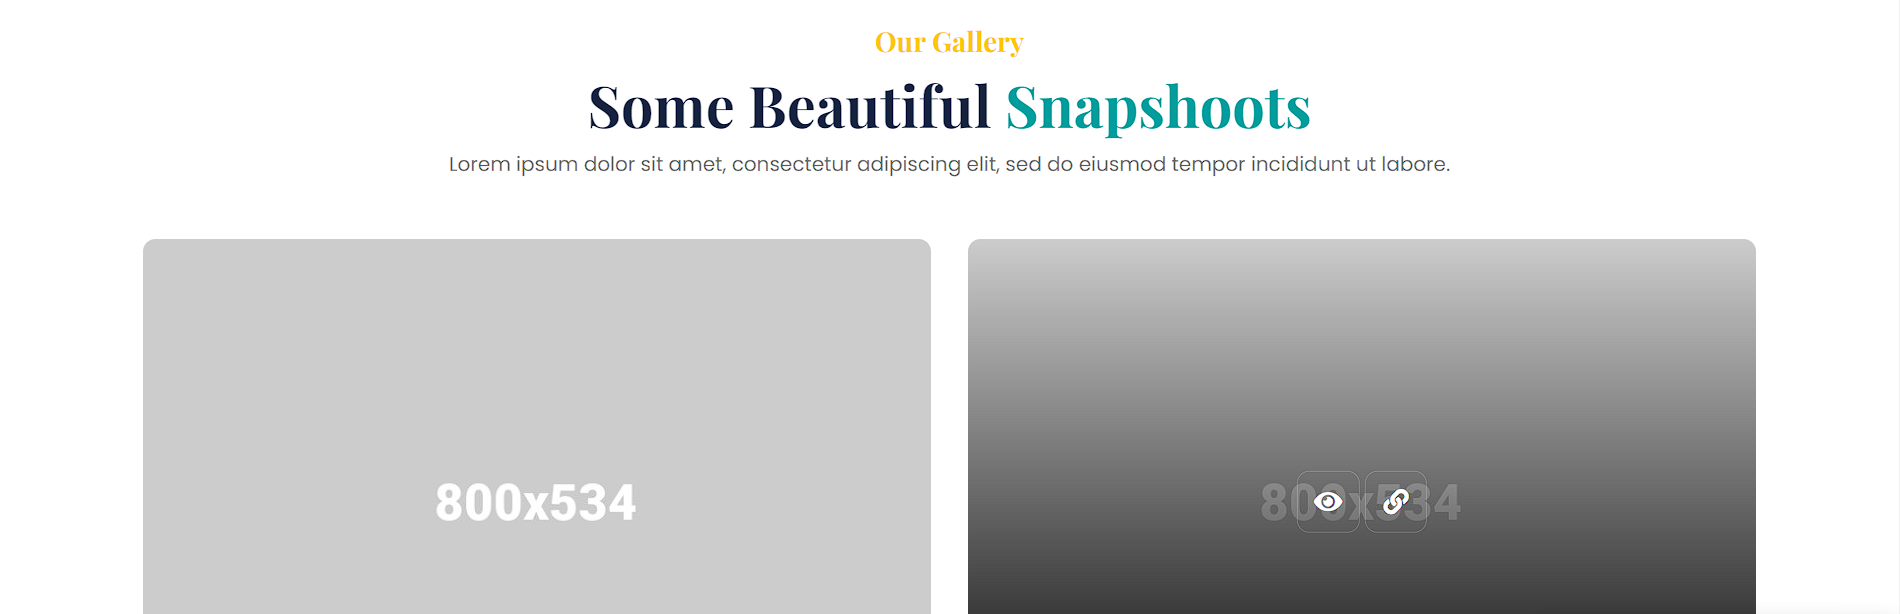 Our Gallery
Some Beautiful Snapshoots
Lorem ipsum dolor sit amet, consectetur adipiscing elit, sed do eiusmod tempor incididunt ut labore.
800x534
800x534